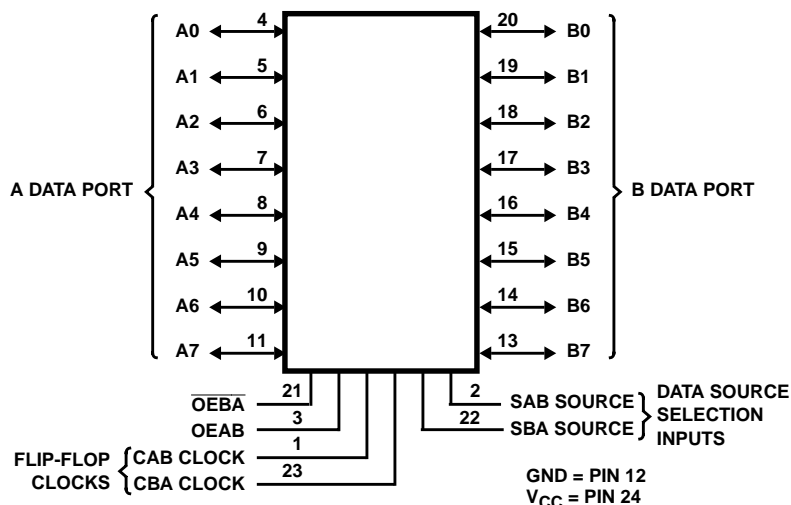 A0 4 20 B0
A1 5 19 B1
A2 6 18 B2
A3 7 17 B3
A DATA PORT B DATA PORT
A4 8 16 B4
A5 9 15 B5
A6 10 14 B6
A7 11 13 B7
OEBA 21 2 SAB SOURCE
OEAB 3 22 SBA SOURCE
DATA SOURCE
SELECTION
INPUTS
FLIP-FLOP
CLOCKS
CAB CLOCK 1
CBA CLOCK 23
GND = PIN 12
VCC = PIN 24